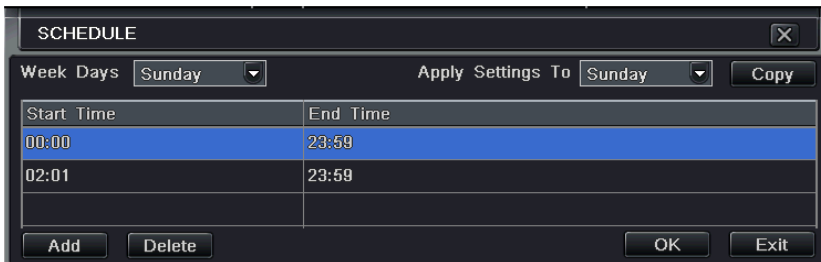 SCHEDULE
Week Days Sunday Apply Settings To Sunday Copy
Start Time End Time
00:00 23:59
02:01 23:59
Add Delete OK Exit